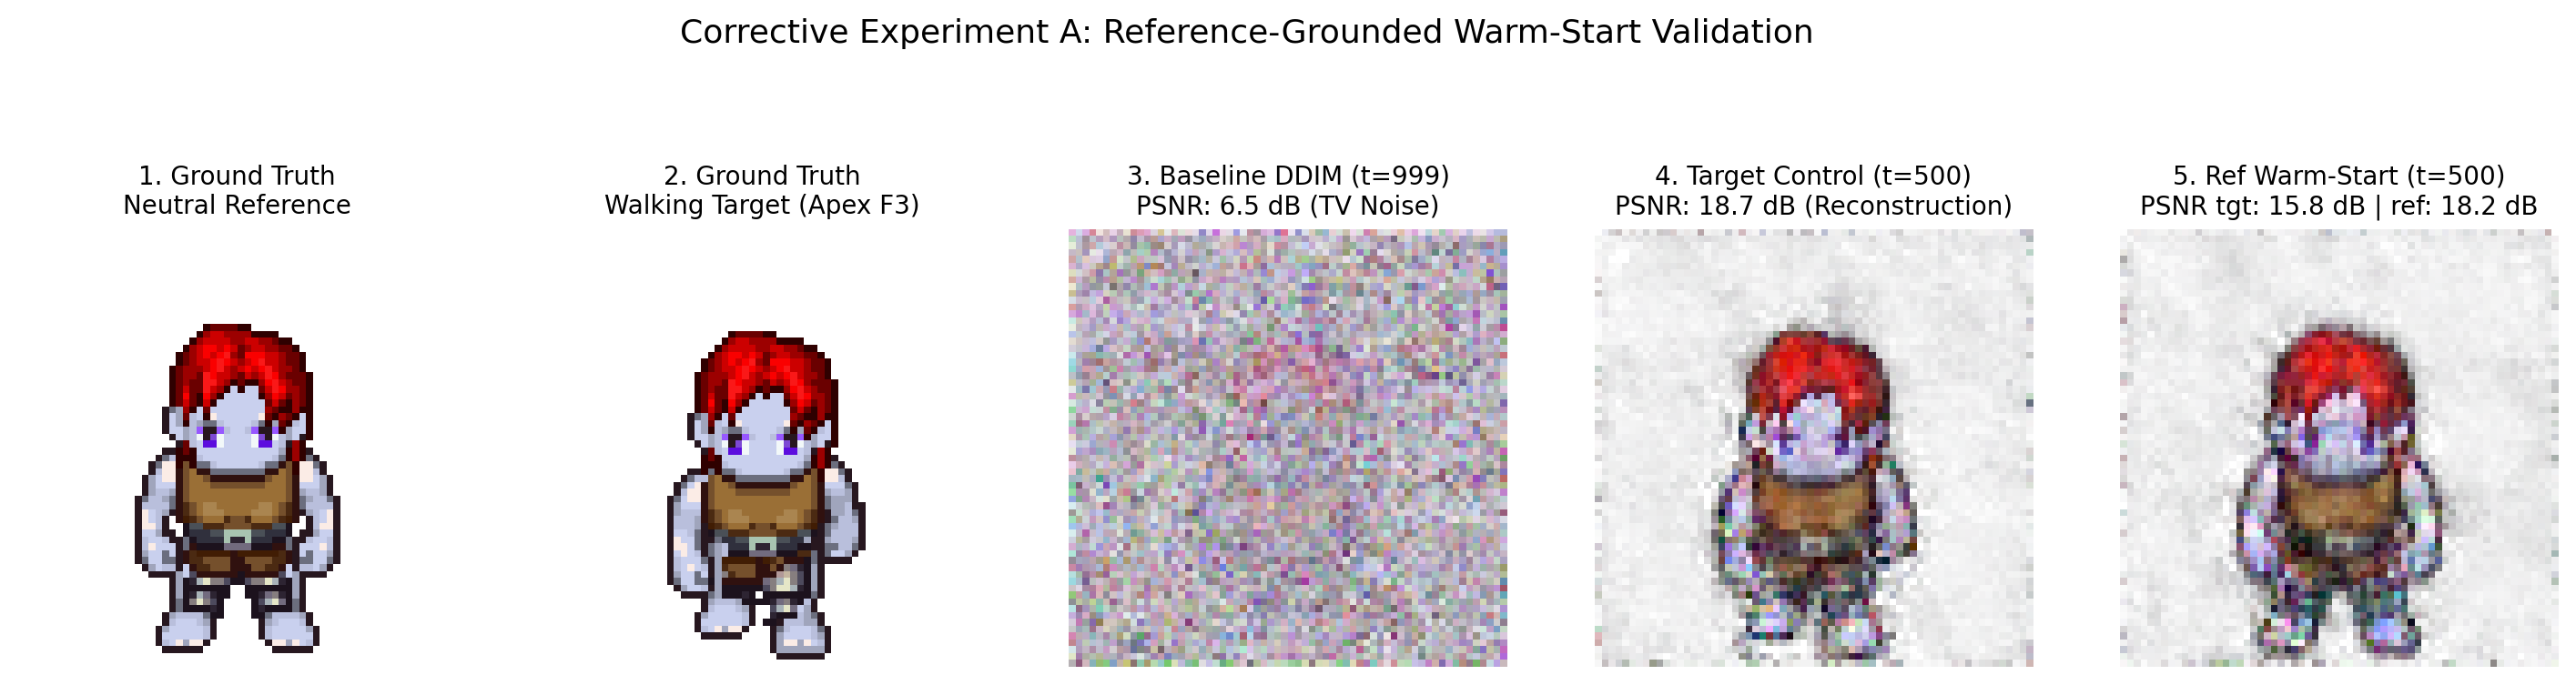 Corrective Experiment A: Reference-Grounded Warm-Start Validation
1. Ground Truth
Neutral Reference
2. Ground Truth
Walking Target (Apex F3)
3. Baseline DDIM (t=999)
PSNR: 6.5 dB (TV Noise)
4. Target Control (t=500)
PSNR: 18.7 dB (Reconstruction)
5. Ref Warm-Start (t=500)
PSNR tgt: 15.8 dB | ref: 18.2 dB